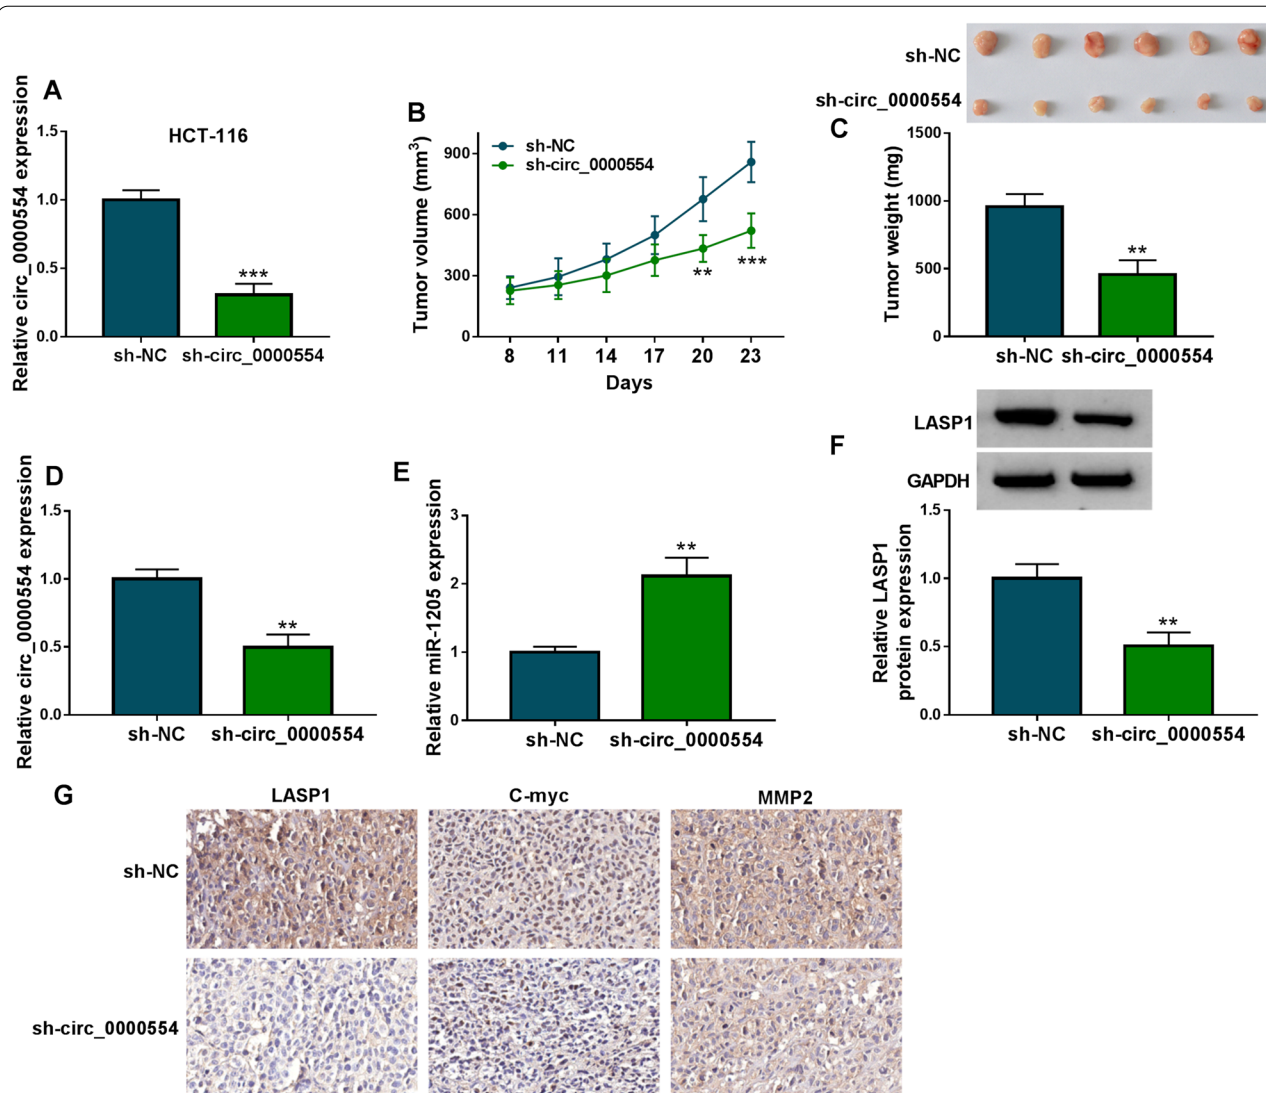 A
HCT-116
Relative circ_0000554 expression
1.5
1.0
0.5
0.0
***
sh-NC
sh-circ_0000554
B
Tumor volume (mm3)
900
600
300
0
sh-NC
sh-circ_0000554
**
***
8
11
14
17
20
23
Days
sh-NC
sh-circ_0000554
C
Tumor weight (mg)
1500
1000
500
0
**
sh-NC
sh-circ_0000554
D
Relative circ_0000554 expression
1.5
1.0
0.5
0.0
**
sh-NC
sh-circ_0000554
E
Relative miR-1205 expression
3
2
1
0
**
sh-NC
sh-circ_0000554
F
LASP1
GAPDH
Relative LASP1
protein expression
1.5
1.0
0.5
0.0
**
sh-NC
sh-circ_0000554
G
LASP1
C-myc
MMP2
sh-NC
sh-circ_0000554